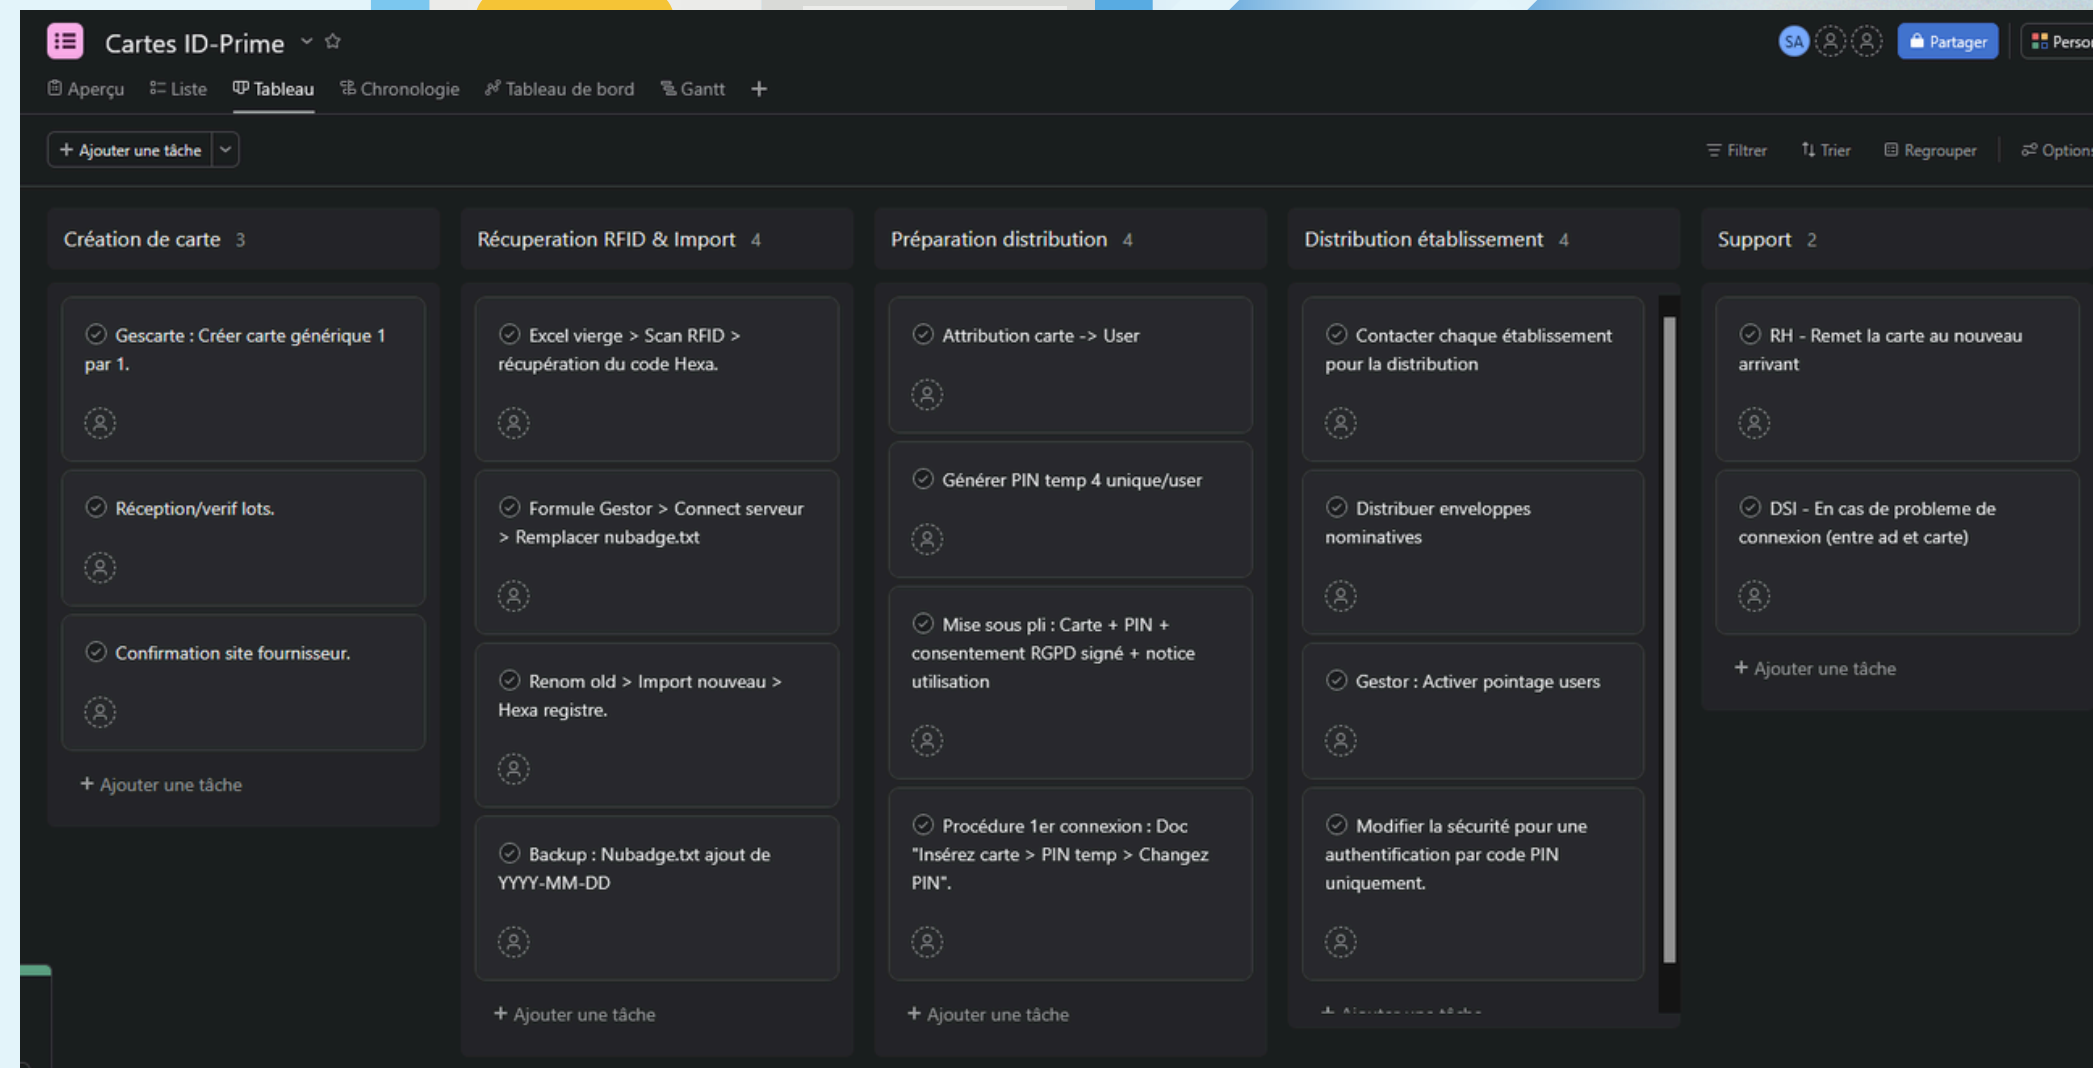 Cartes ID-Prime
SA
Partager
Aperçu
Liste
Tableau
Chronologie
Tableau de bord
Gantt
+ Ajouter une tâche
Filtrer
Trier
Regrouper
Options
Création de carte 3
Gescarte : Créer carte générique 1
par 1.
Réception/verif lots.
Confirmation site fournisseur.
+ Ajouter une tâche
Récuperation RFID & Import 4
Excel vierge > Scan RFID >
récupération du code Hexa.
Formule Gestor > Connect serveur
> Remplacer nubadge.txt
Renom old > Import nouveau >
Hexa registre.
Backup : Nubadge.txt ajout de
YYYY-MM-DD
+ Ajouter une tâche
Préparation distribution 4
Attribution carte -> User
Générer PIN temp 4 unique/user
Mise sous pli : Carte + PIN +
consentement RGPD signé + notice
utilisation
Procédure 1er connexion : Doc
"Insérez carte > PIN temp > Changez
PIN".
+ Ajouter une tâche
Distribution établissement 4
Contacter chaque établissement
pour la distribution
Distribuer enveloppes
nominatives
Gestor : Activer pointage users
Modifier la sécurité pour une
authentification par code PIN
uniquement.
Support 2
RH - Remet la carte au nouveau
arrivant
DSI - En cas de probleme de
connexion (entre ad et carte)
+ Ajouter une tâche